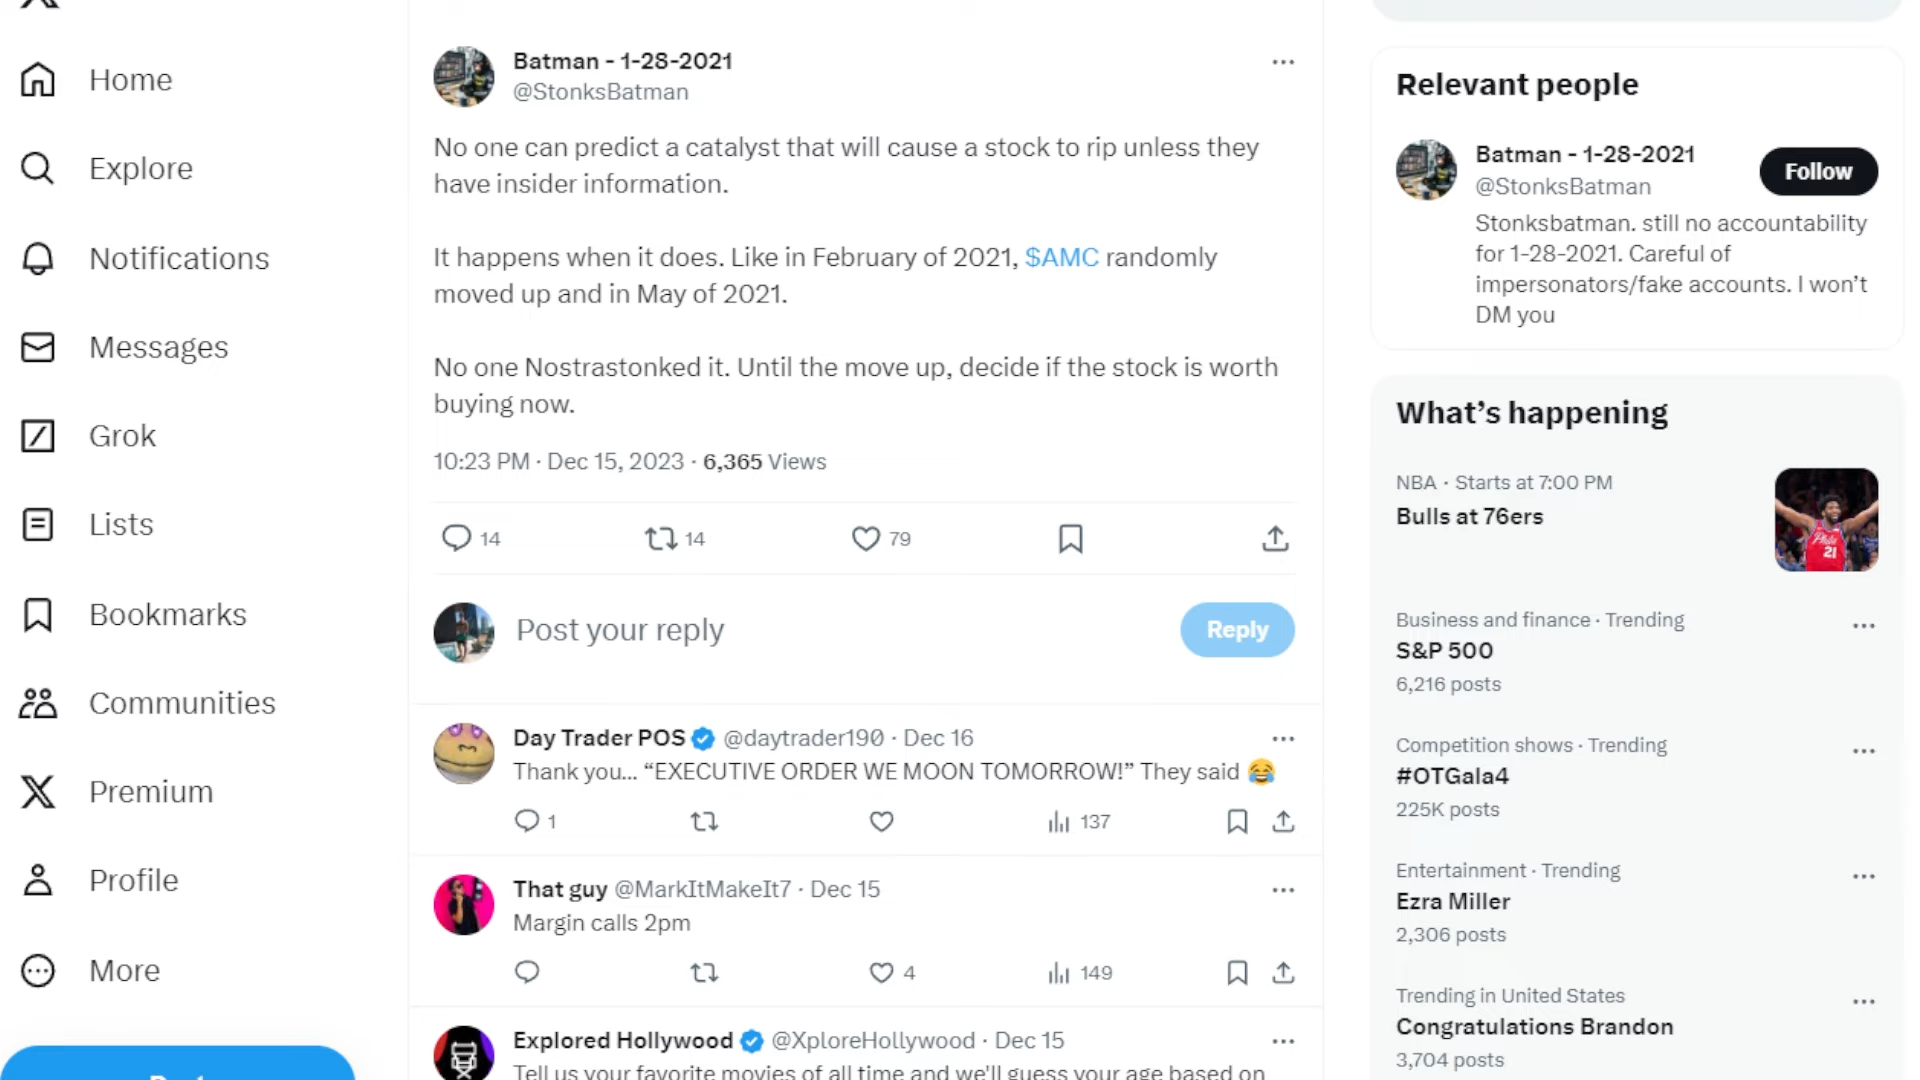 Home
Explore
Notifications
Messages
Grok
Lists
Bookmarks
Communities
Premium
Profile
More
Batman - 1-28-2021
@StonksBatman
No one can predict a catalyst that will cause a stock to rip unless they
have insider information.
It happens when it does. Like in February of 2021, $AMC randomly
moved up and in May of 2021.
No one Nostrastonked it. Until the move up, decide if the stock is worth
buying now.
10:23 PM · Dec 15, 2023 · 6,365 Views
14 14 79
Post your reply
Reply
Day Trader POS @daytrader190 · Dec 16
Thank you... “EXECUTIVE ORDER WE MOON TOMORROW!” They said 😂
1 137
That guy @MarkItMakeIt7 · Dec 15
Margin calls 2pm
4 149
Explored Hollywood @XploreHollywood · Dec 15
Tell us your favorite movies of all time and we'll guess your age based on
Relevant people
Batman - 1-28-2021
@StonksBatman
Follow
Stonksbatman. still no accountability
for 1-28-2021. Careful of
impersonators/fake accounts. I won’t
DM you
What’s happening
NBA · Starts at 7:00 PM
Bulls at 76ers
Phila
21
Business and finance · Trending
S&P 500
6,216 posts
Competition shows · Trending
#OTGala4
225K posts
Entertainment · Trending
Ezra Miller
2,306 posts
Trending in United States
Congratulations Brandon
3,704 posts